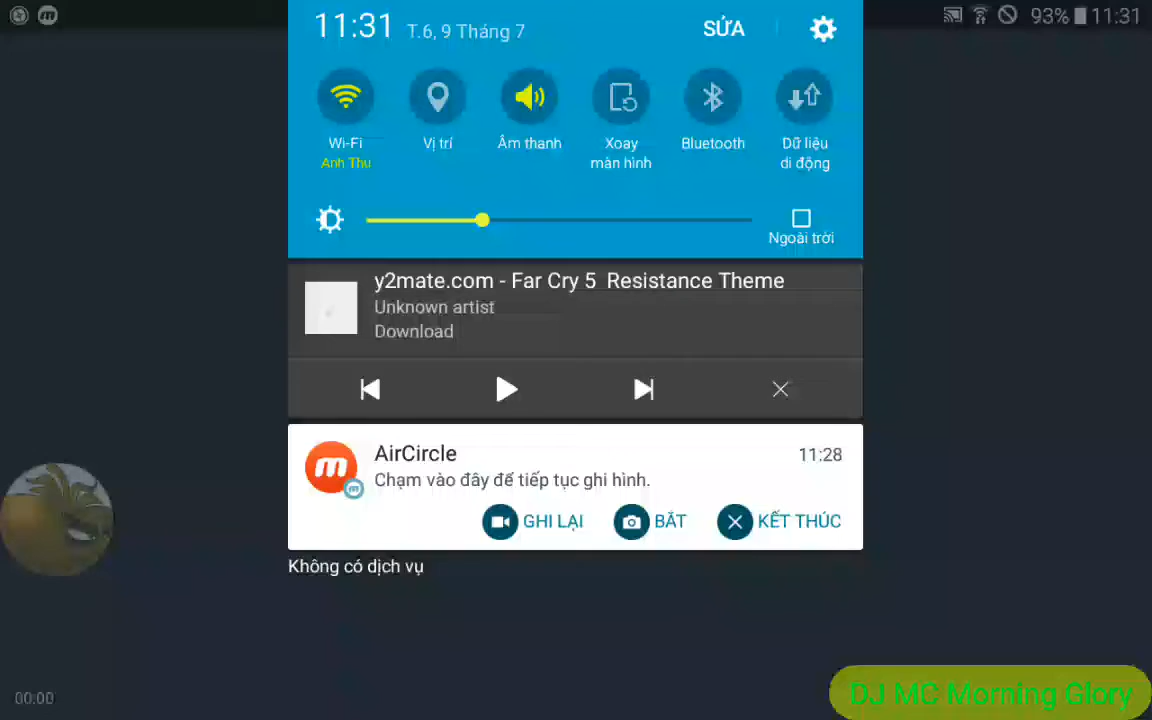 93% 11:31
11:31 T.6, 9 Tháng 7 SỬA
Wi-Fi
Anh Thu
Vị trí
Âm thanh
Xoay
màn hình
Bluetooth
Dữ liệu
di động
Ngoài trời
y2mate.com - Far Cry 5 Resistance Theme
Unknown artist
Download
AirCircle 11:28
Chạm vào đây để tiếp tục ghi hình.
GHI LẠI BẮT KẾT THÚC
Không có dịch vụ
00:00
DJ MC Morning Glory